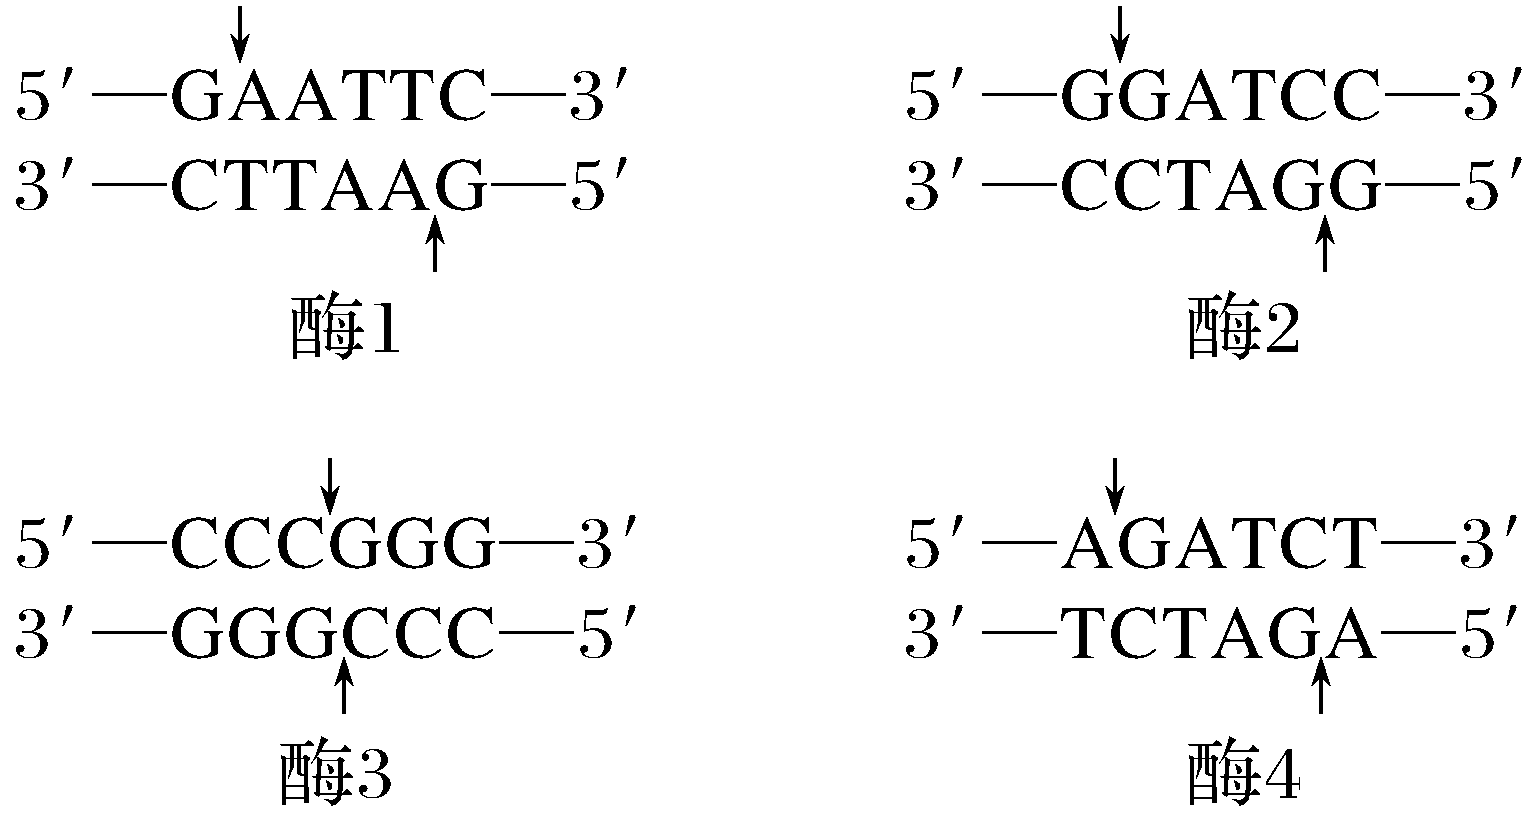 5′—GAATTC—3′
3′—CTTAAG—5′
酶1
5′—GGATCC—3′
3′—CCTAGG—5′
酶2
5′—CCCGGG—3′
3′—GGGCCC—5′
酶3
5′—AGATCT—3′
3′—TCTAGA—5′
酶4